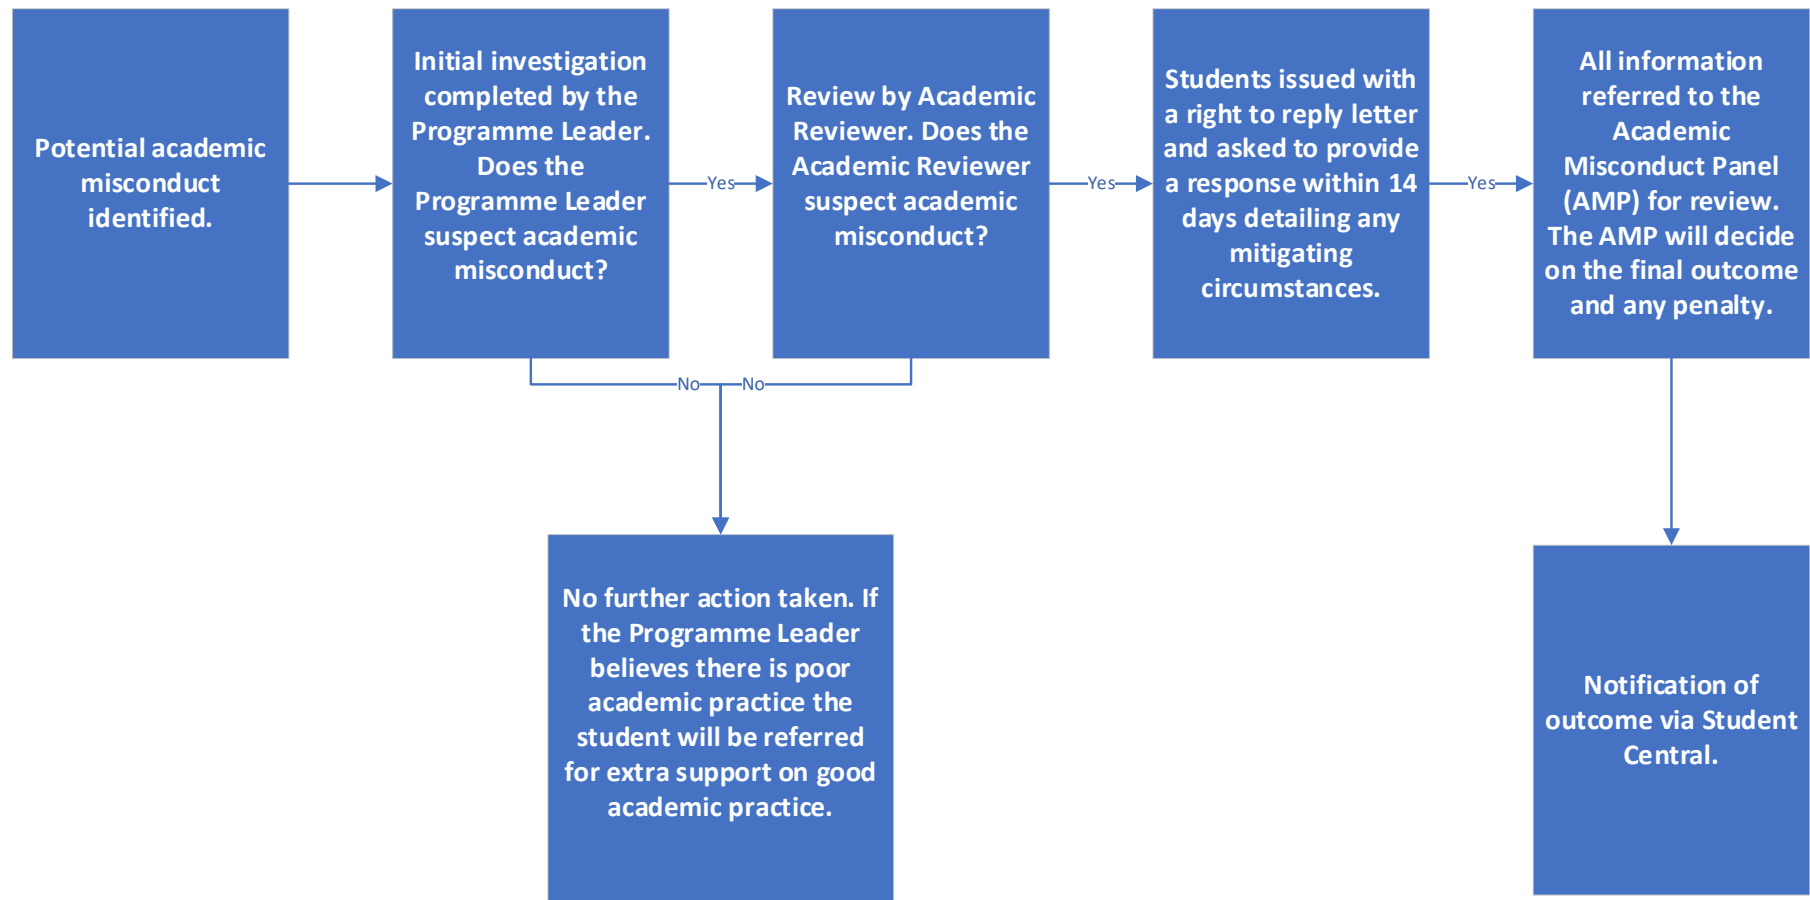 Potential academic
misconduct
identified.
Initial investigation
completed by the
Programme Leader.
Does the
Programme Leader
suspect academic
misconduct?
Yes
Review by Academic
Reviewer. Does the
Academic Reviewer
suspect academic
misconduct?
Yes
Students issued with
a right to reply letter
and asked to provide
a response within 14
days detailing any
mitigating
circumstances.
Yes
All information
referred to the
Academic
Misconduct Panel
(AMP) for review.
The AMP will decide
on the final outcome
and any penalty.
No
No
No further action taken. If
the Programme Leader
believes there is poor
academic practice the
student will be referred
for extra support on good
academic practice.
Notification of
outcome via Student
Central.